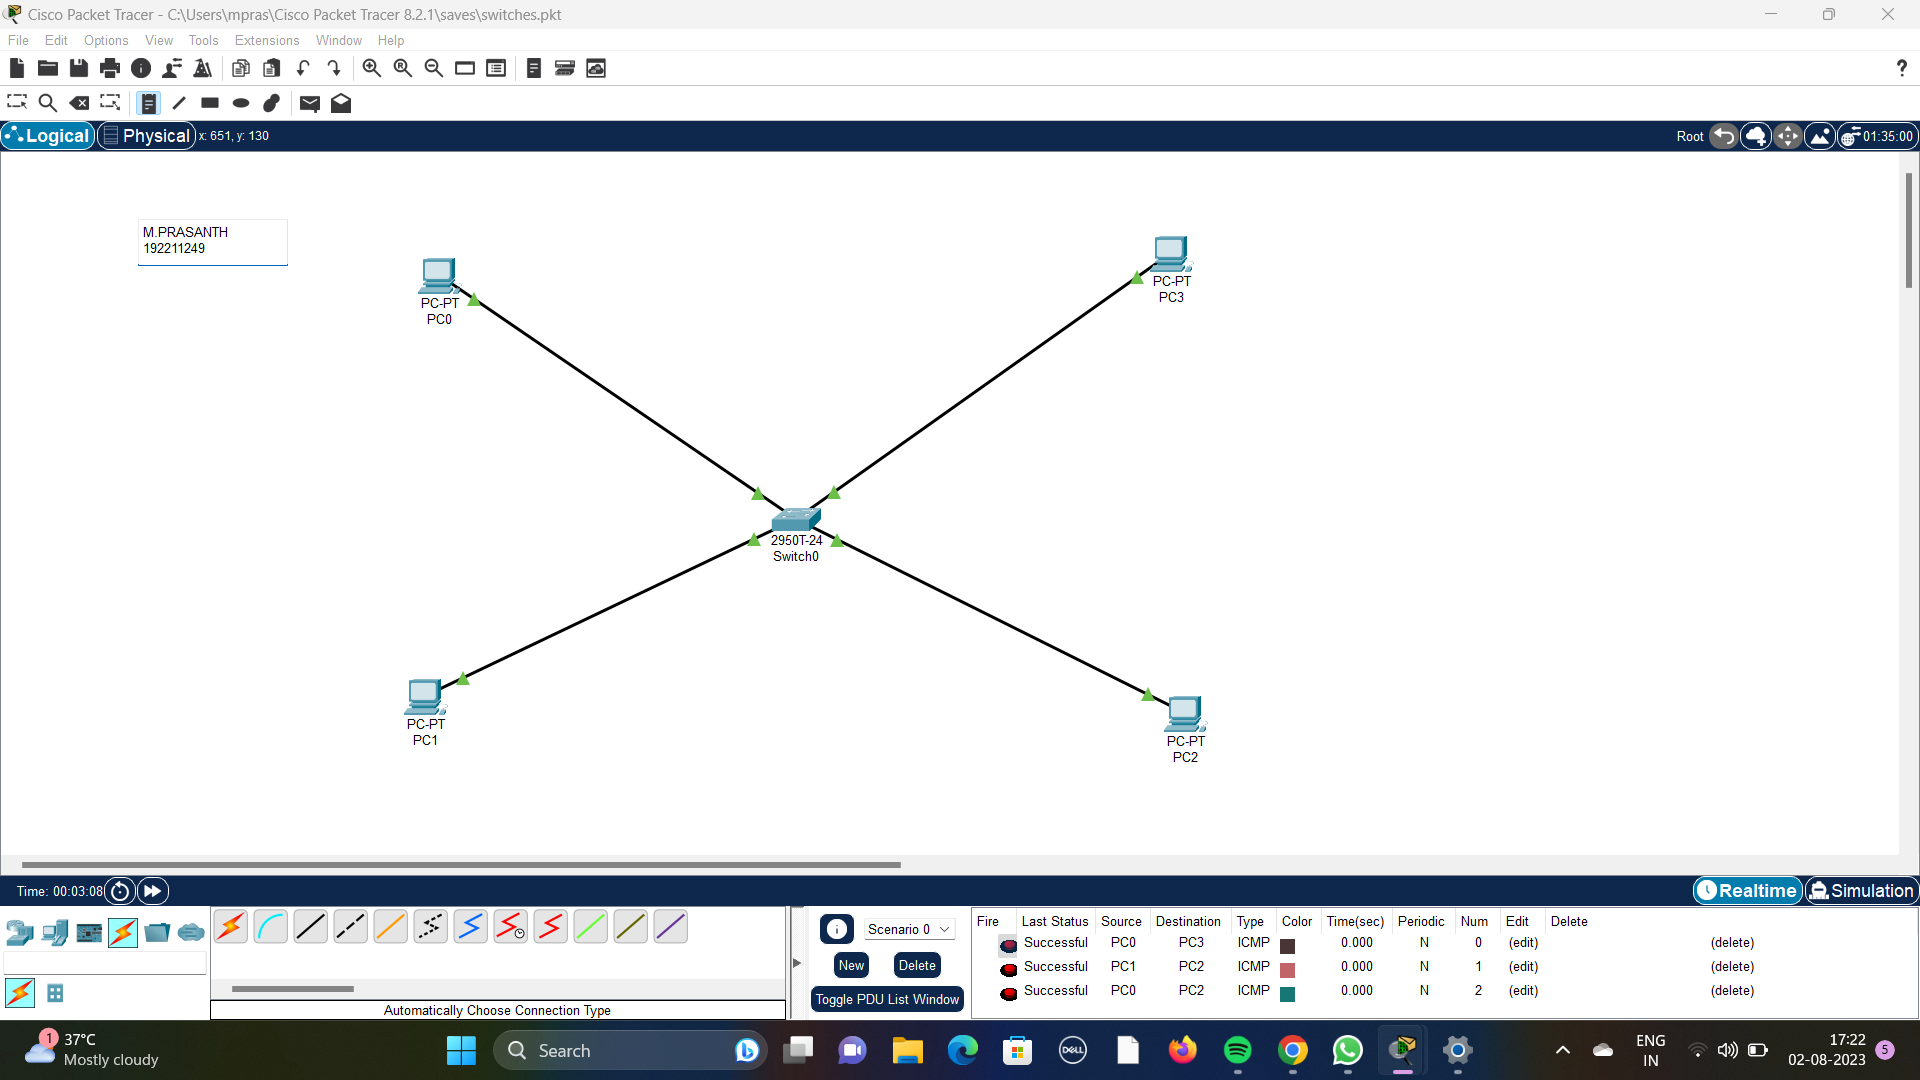 Cisco Packet Tracer - C:\Users\mpras\Cisco Packet Tracer 8.2.1\saves\switches.pkt
File Edit Options View Tools Extensions Window Help
?
Logical Physical x: 651, y: 130 Root 01:35:00
M.PRASANTH
192211249
PC-PT
PC0
PC-PT
PC3
2950T-24
Switch0
PC-PT
PC1
PC-PT
PC2
Time: 00:03:08 Realtime Simulation
Scenario 0
New Delete
Toggle PDU List Window
Automatically Choose Connection Type
Fire Last Status Source Destination Type Color Time(sec) Periodic Num Edit Delete
Successful PC0 PC3 ICMP 0.000 N 0 (edit) (delete)
Successful PC1 PC2 ICMP 0.000 N 1 (edit) (delete)
Successful PC0 PC2 ICMP 0.000 N 2 (edit) (delete)
1
37°C
Mostly cloudy
Search
DELL
ENG
IN
17:22
02-08-2023
5